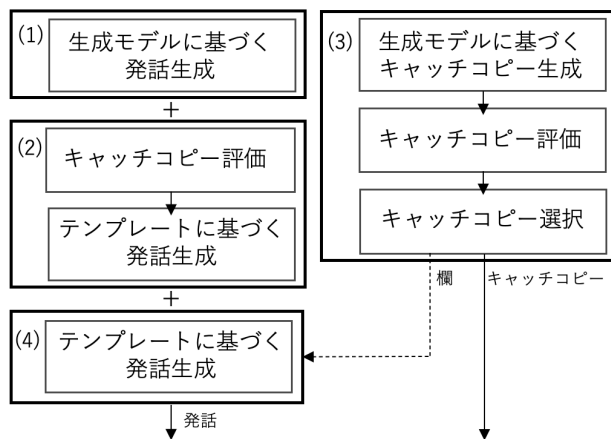 (1)
生成モデルに基づく
発話生成
+
(2)
キャッチコピー評価
テンプレートに基づく
発話生成
+
(4)
テンプレートに基づく
発話生成
発話
(3)
生成モデルに基づく
キャッチコピー生成
キャッチコピー評価
キャッチコピー選択
欄
キャッチコピー